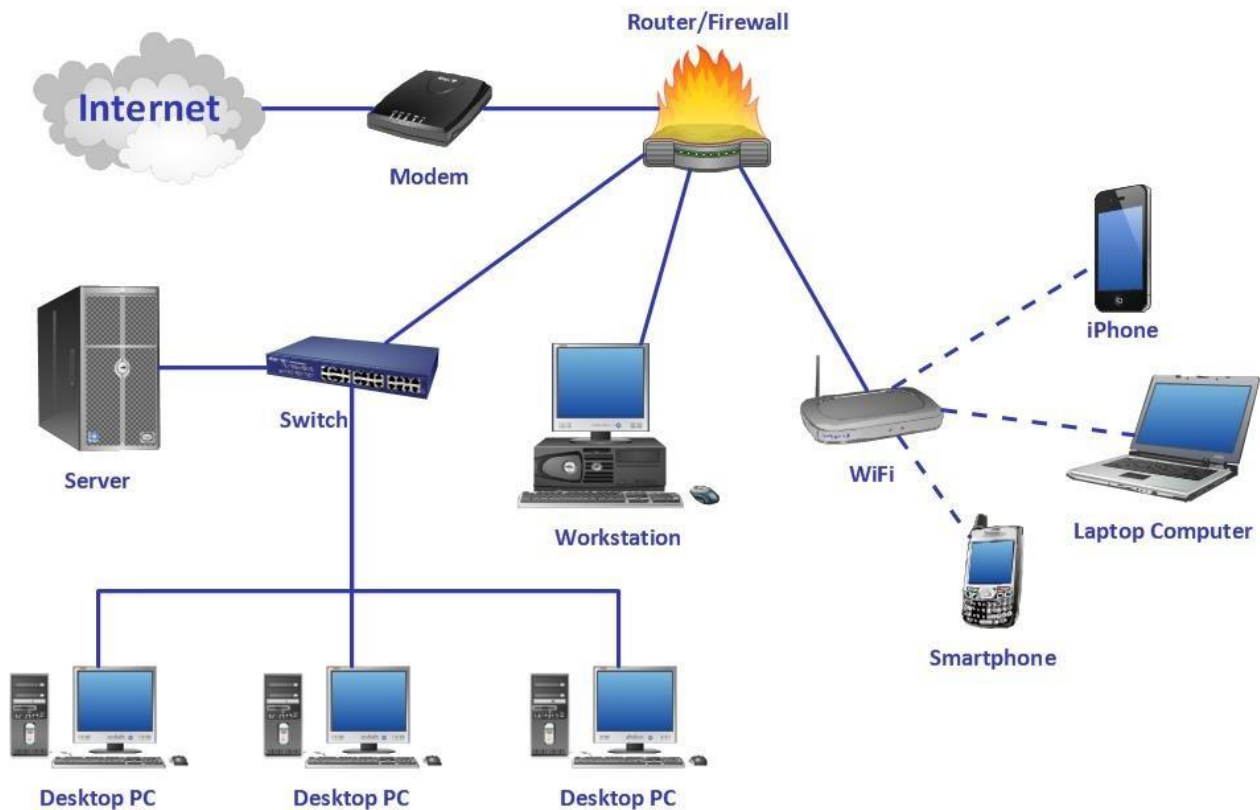 Router/Firewall
Internet
Modem
iPhone
Switch
Server
WiFi
Workstation
Laptop Computer
Smartphone
Desktop PC
Desktop PC
Desktop PC